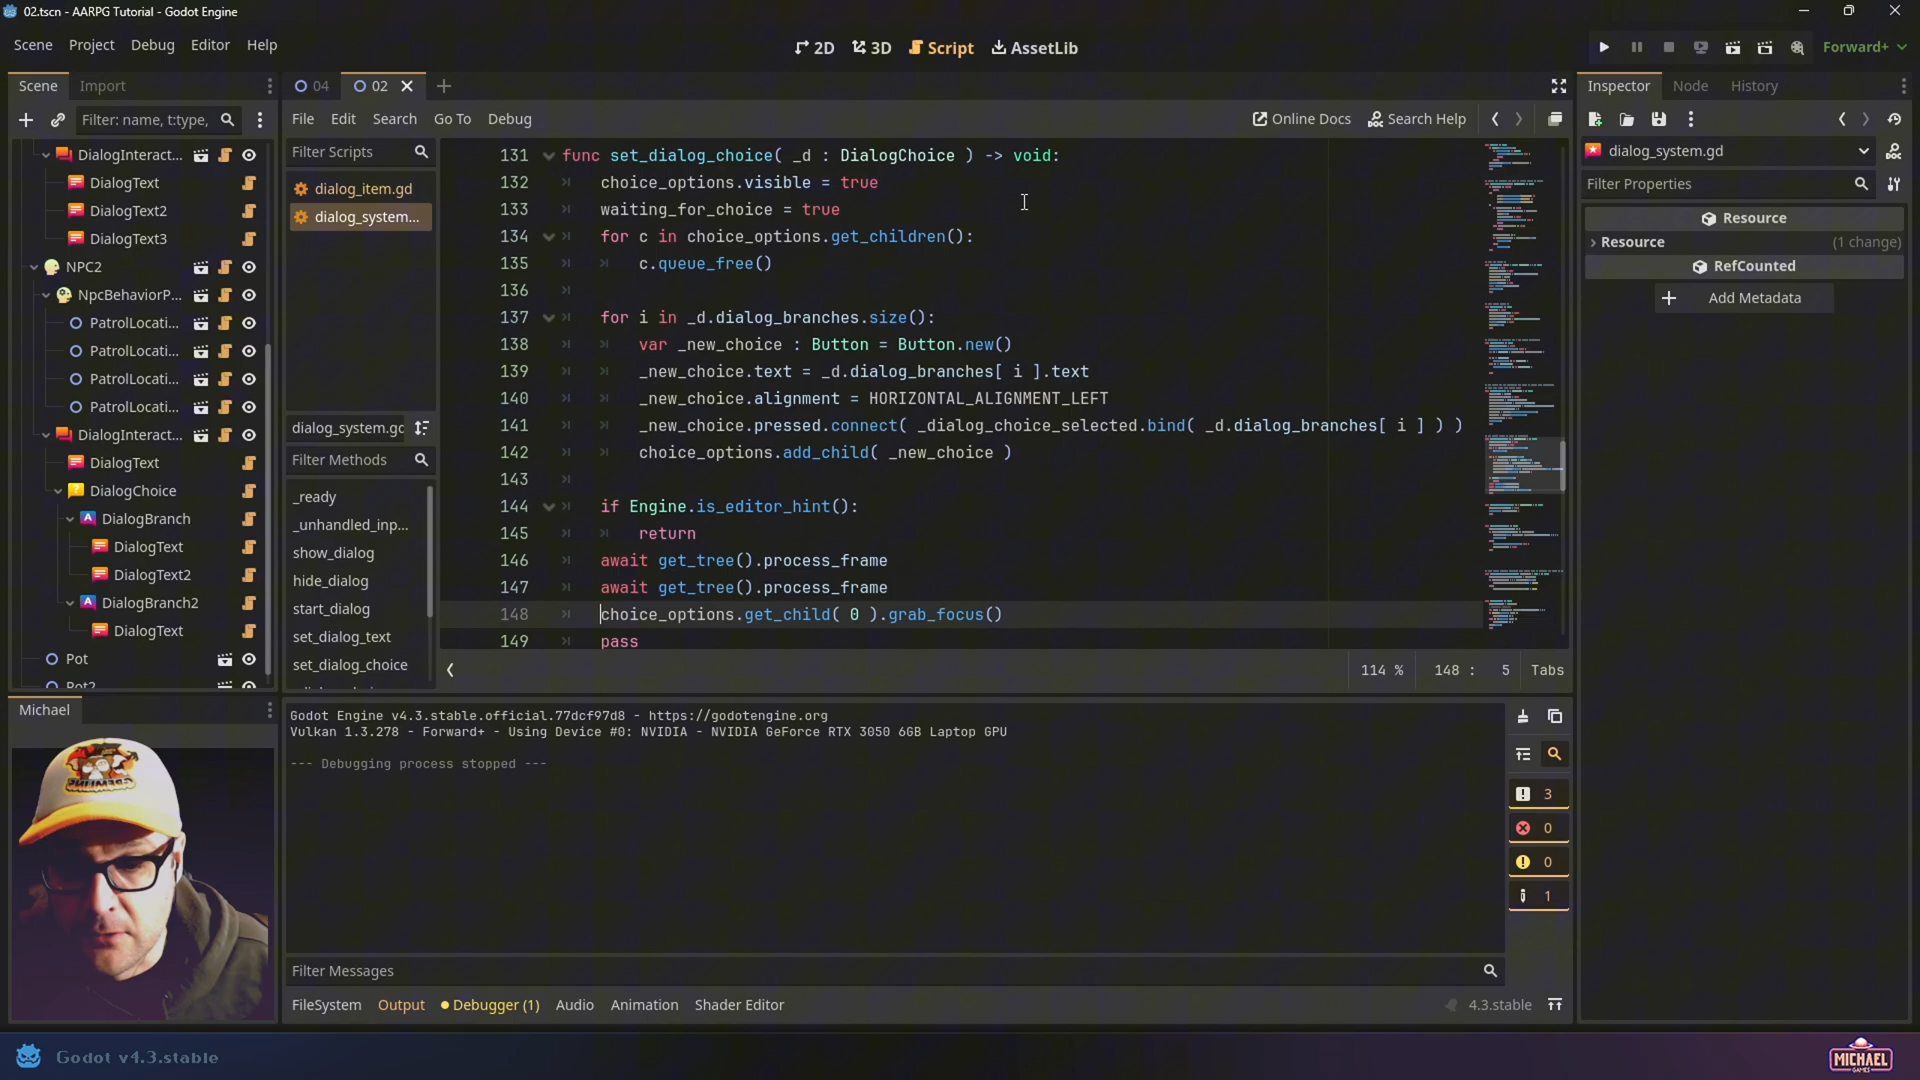 02.tscn - AARPG Tutorial - Godot Engine
Scene Project Debug Editor Help
2D 3D Script AssetLib
Forward+
Scene Import
04 02
Inspector Node History
Filter: name, t:type,
File Edit Search Go To Debug
Online Docs Search Help
DialogInteract...
DialogText
DialogText2
DialogText3
NPC2
NpcBehaviorP...
PatrolLocati...
PatrolLocati...
PatrolLocati...
PatrolLocati...
DialogInteract...
DialogText
DialogChoice
DialogBranch
DialogText
DialogText2
DialogBranch2
DialogText
Pot
Pot2
Filter Scripts
dialog_item.gd
dialog_system...
dialog_system.gd
Filter Methods
_ready
_unhandled_inp...
show_dialog
hide_dialog
start_dialog
set_dialog_text
set_dialog_choice
131 func set_dialog_choice( _d : DialogChoice ) -> void:
132 choice_options.visible = true
133 waiting_for_choice = true
134 for c in choice_options.get_children():
135 c.queue_free()
136
137 for i in _d.dialog_branches.size():
138 var _new_choice : Button = Button.new()
139 _new_choice.text = _d.dialog_branches[ i ].text
140 _new_choice.alignment = HORIZONTAL_ALIGNMENT_LEFT
141 _new_choice.pressed.connect( _dialog_choice_selected.bind( _d.dialog_branches[ i ] ) )
142 choice_options.add_child( _new_choice )
143
144 if Engine.is_editor_hint():
145 return
146 await get_tree().process_frame
147 await get_tree().process_frame
148 choice_options.get_child( 0 ).grab_focus()
149 pass
114 % 148 : 5 Tabs
dialog_system.gd
Filter Properties
Resource
Resource (1 change)
RefCounted
Add Metadata
Michael
Godot Engine v4.3.stable.official.77dcf97d8 - https://godotengine.org
Vulkan 1.3.278 - Forward+ - Using Device #0: NVIDIA - NVIDIA GeForce RTX 3050 6GB Laptop GPU
--- Debugging process stopped ---
3
0
0
1
Filter Messages
FileSystem Output Debugger (1) Audio Animation Shader Editor
4.3.stable
Godot v4.3.stable
MICHAEL
GAMES